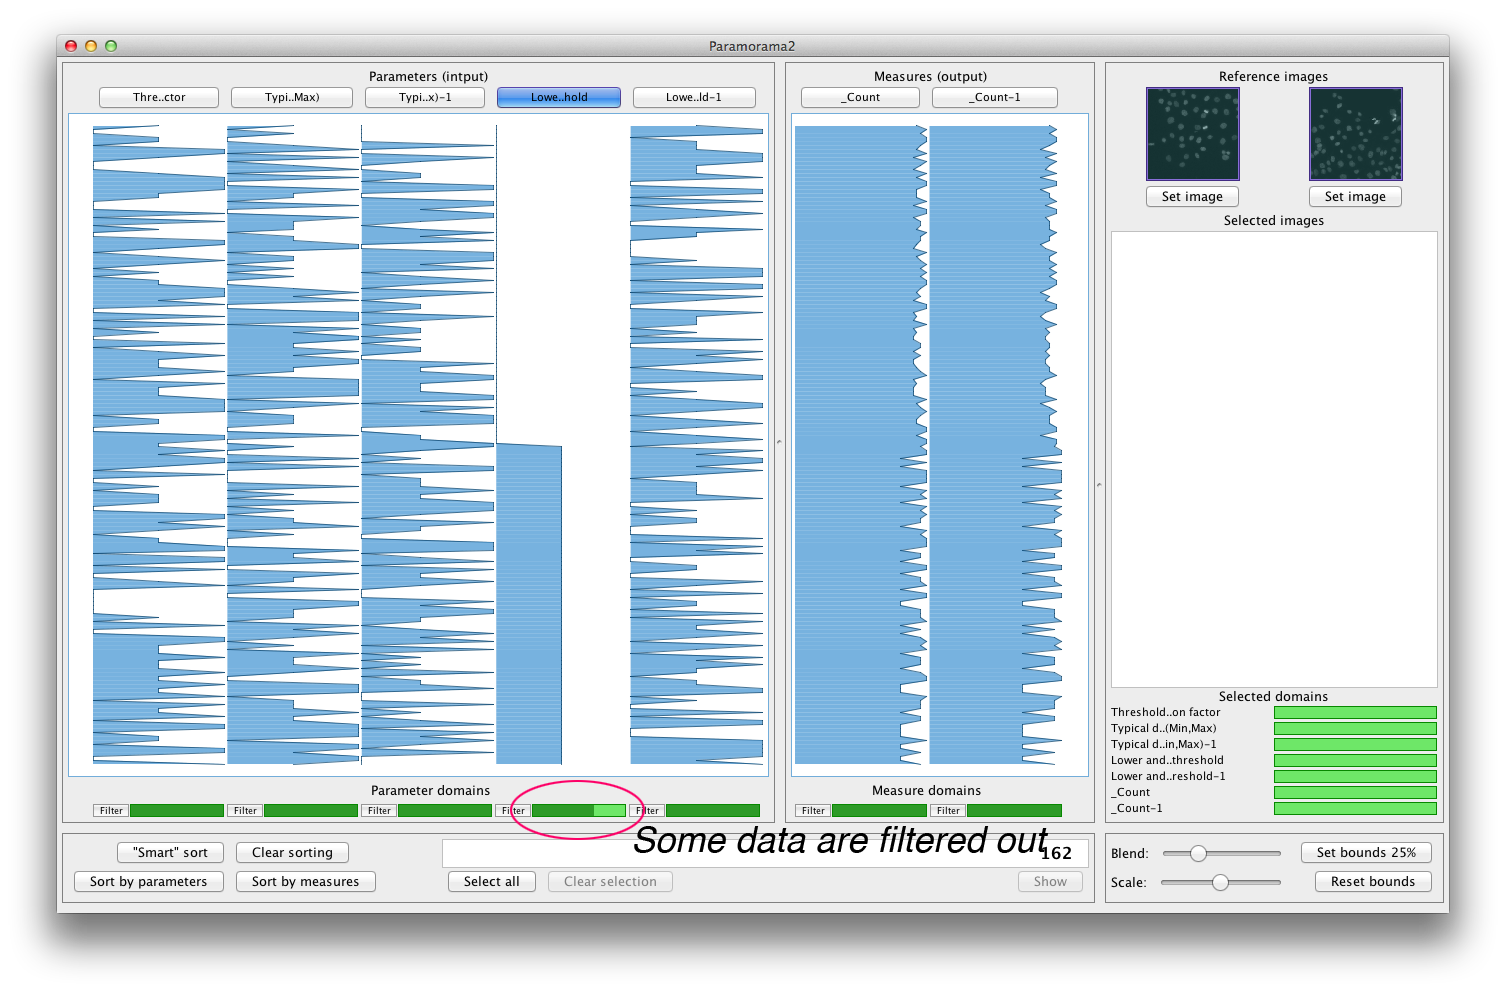 Paramorama2
Parameters (intput)
Thre..ctor
Typi..Max)
Typi..x)-1
Lowe..hold
Lowe..ld-1
Measures (output)
_Count
_Count-1
Reference images
Set image
Set image
Selected images
Selected domains
Threshold..on factor
Typical d..(Min,Max)
Typical d..in,Max)-1
Lower and..threshold
Lower and..reshold-1
_Count
_Count-1
Parameter domains
Filter
Filter
Filter
Filter
Filter
Measure domains
Filter
Filter
Some data are filtered out
162
"Smart" sort
Clear sorting
Sort by parameters
Sort by measures
Select all
Clear selection
Show
Blend:
Set bounds 25%
Scale:
Reset bounds